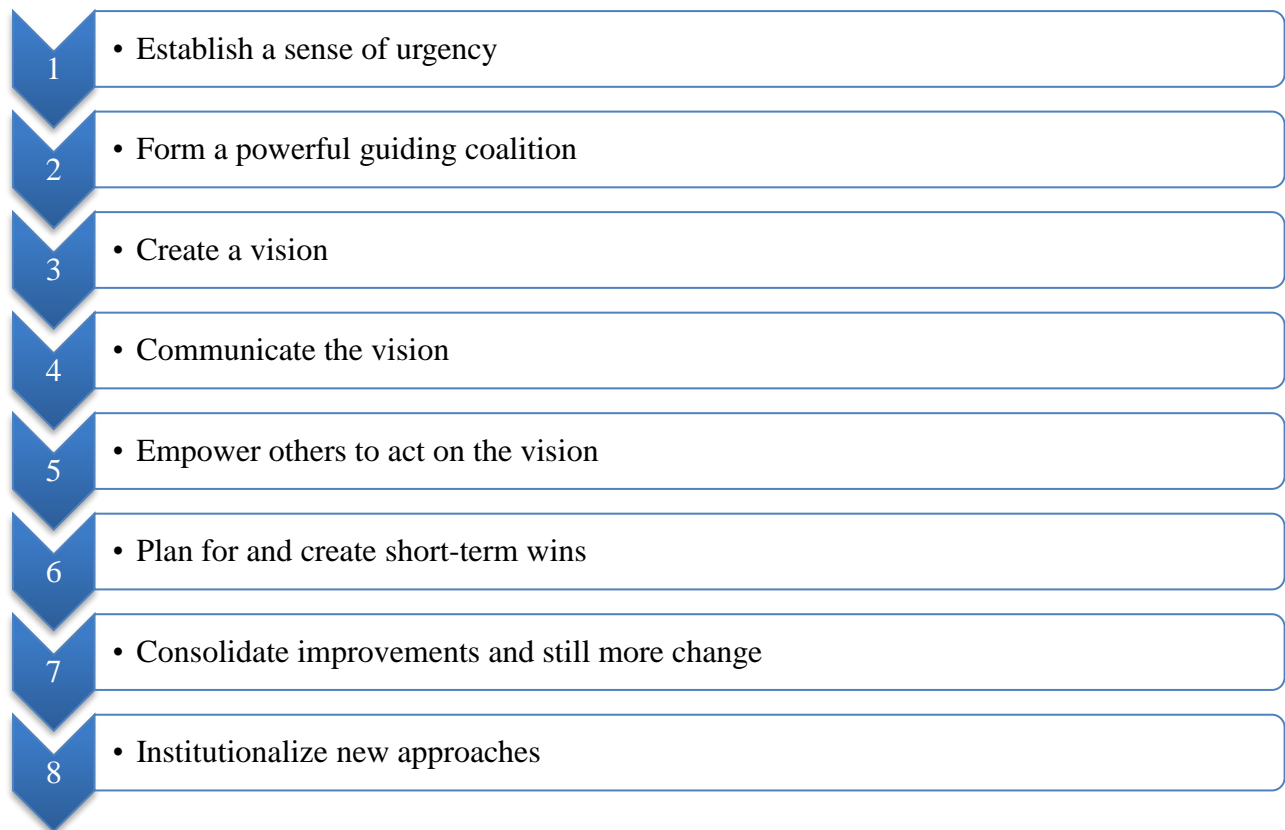 1
• Establish a sense of urgency
2
• Form a powerful guiding coalition
3
• Create a vision
4
• Communicate the vision
5
• Empower others to act on the vision
6
• Plan for and create short-term wins
7
• Consolidate improvements and still more change
8
• Institutionalize new approaches